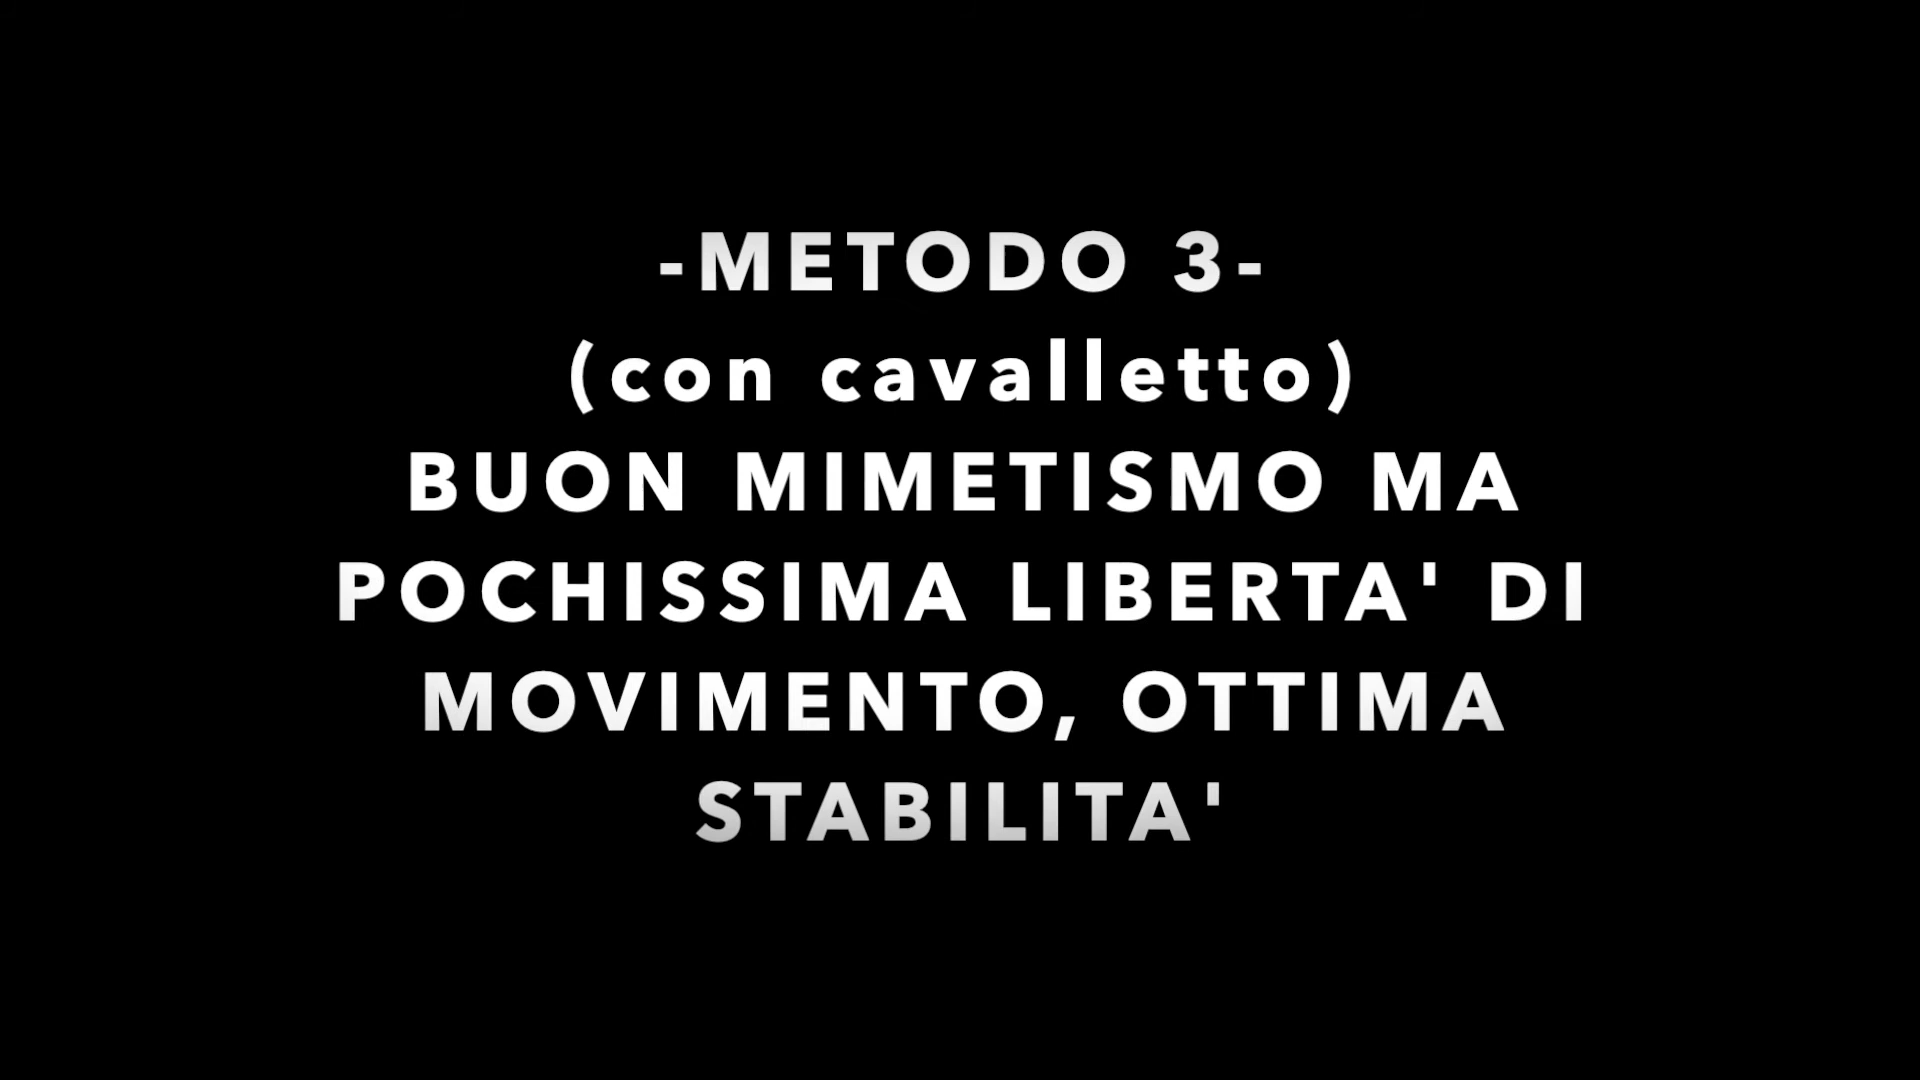 -METODO 3-
(con cavalletto)
BUON MIMETISMO MA
POCHISSIMA LIBERTA' DI
MOVIMENTO, OTTIMA
STABILITA'